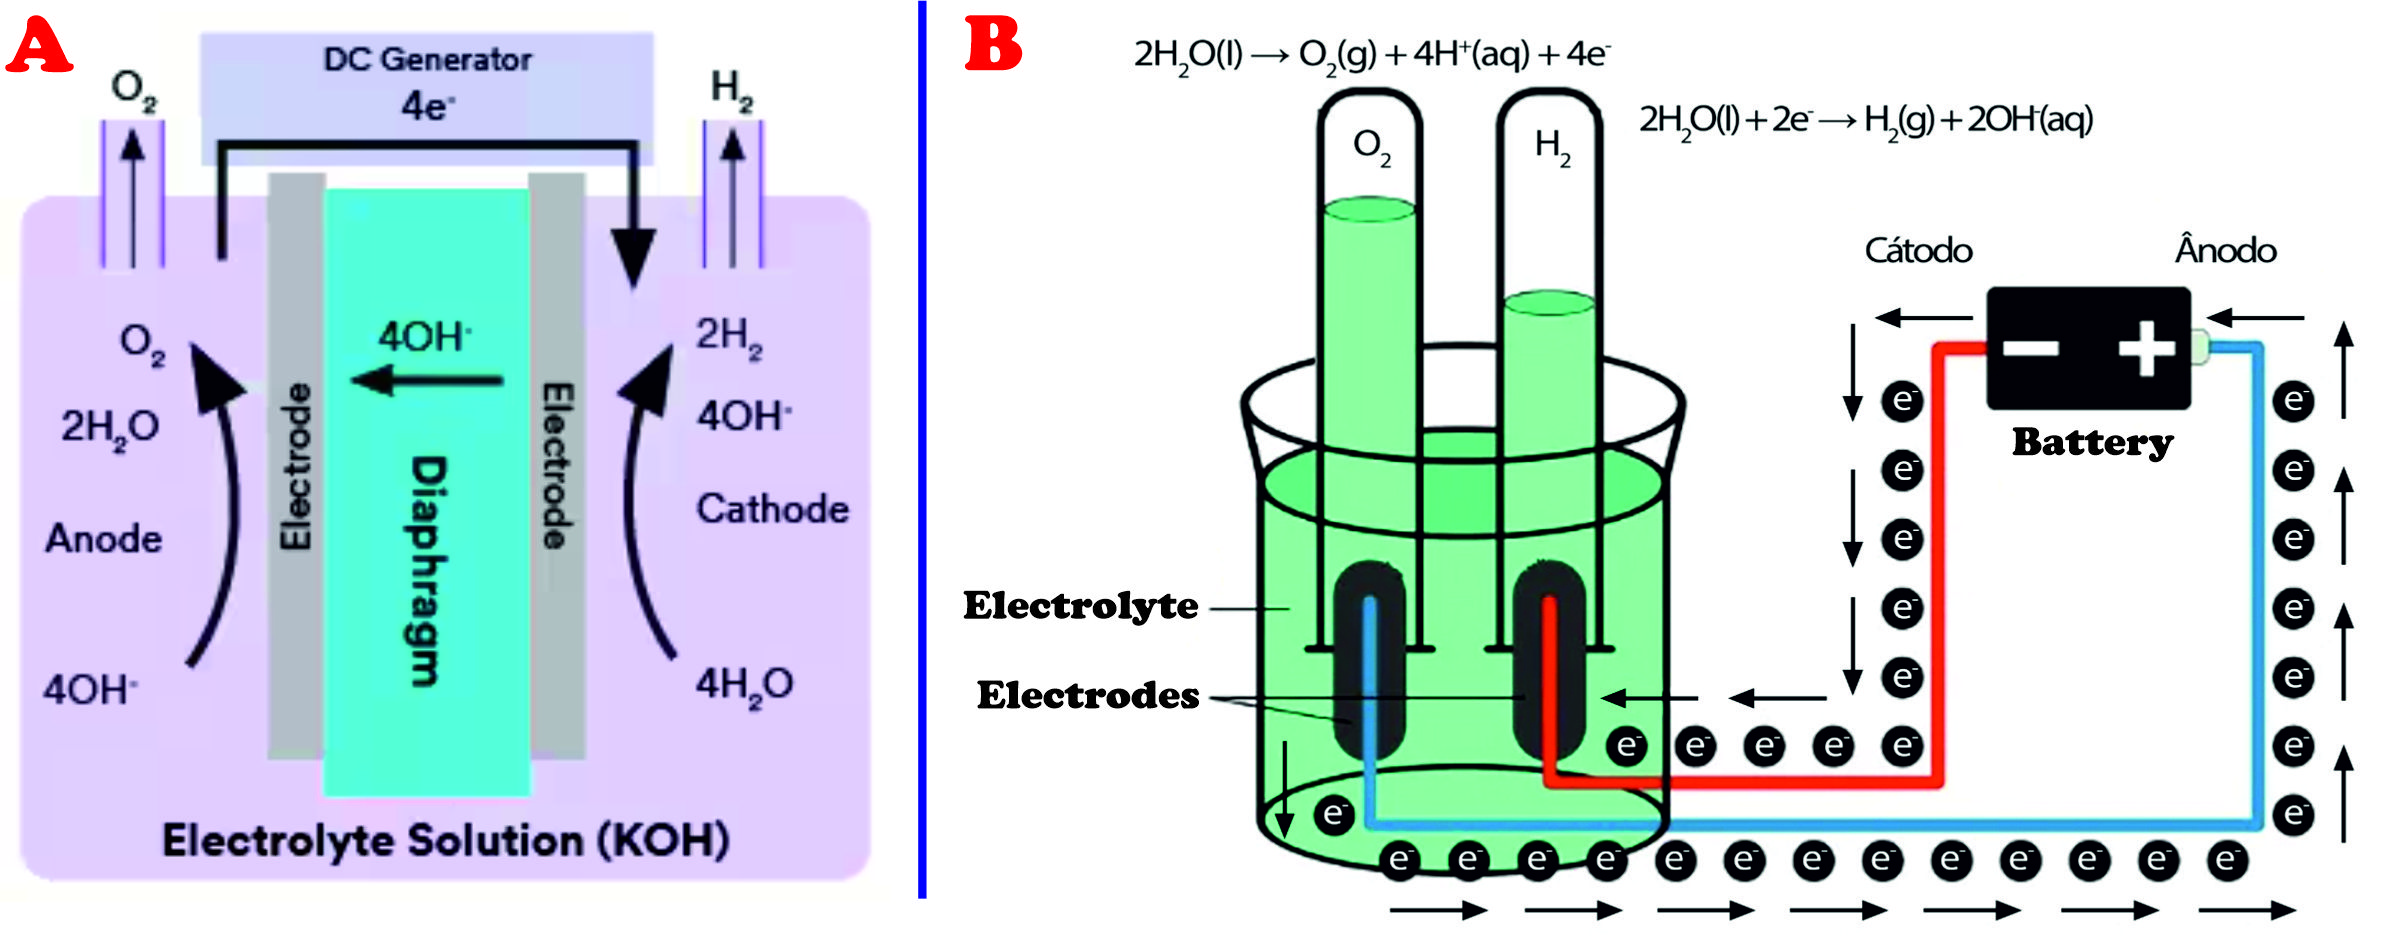 A
DC Generator
4e⁻
O₂
H₂
O₂
2H₂O
Anode
4OH⁻
Electrode
4OH⁻
Diaphragm
Electrode
2H₂
4OH⁻
Cathode
4H₂O
Electrolyte Solution (KOH)
B
2H₂O(l) → O₂(g) + 4H⁺(aq) + 4e⁻
2H₂O(l) + 2e⁻ → H₂(g) + 2OH⁻(aq)
O₂
H₂
Cátodo
Ânodo
− +
Battery
Electrolyte
Electrodes
e⁻
e⁻
e⁻
e⁻
e⁻
e⁻ e⁻ e⁻ e⁻ e⁻
e⁻
e⁻
e⁻
e⁻
e⁻
e⁻
e⁻
e⁻ e⁻ e⁻ e⁻ e⁻ e⁻ e⁻ e⁻ e⁻ e⁻ e⁻ e⁻ e⁻